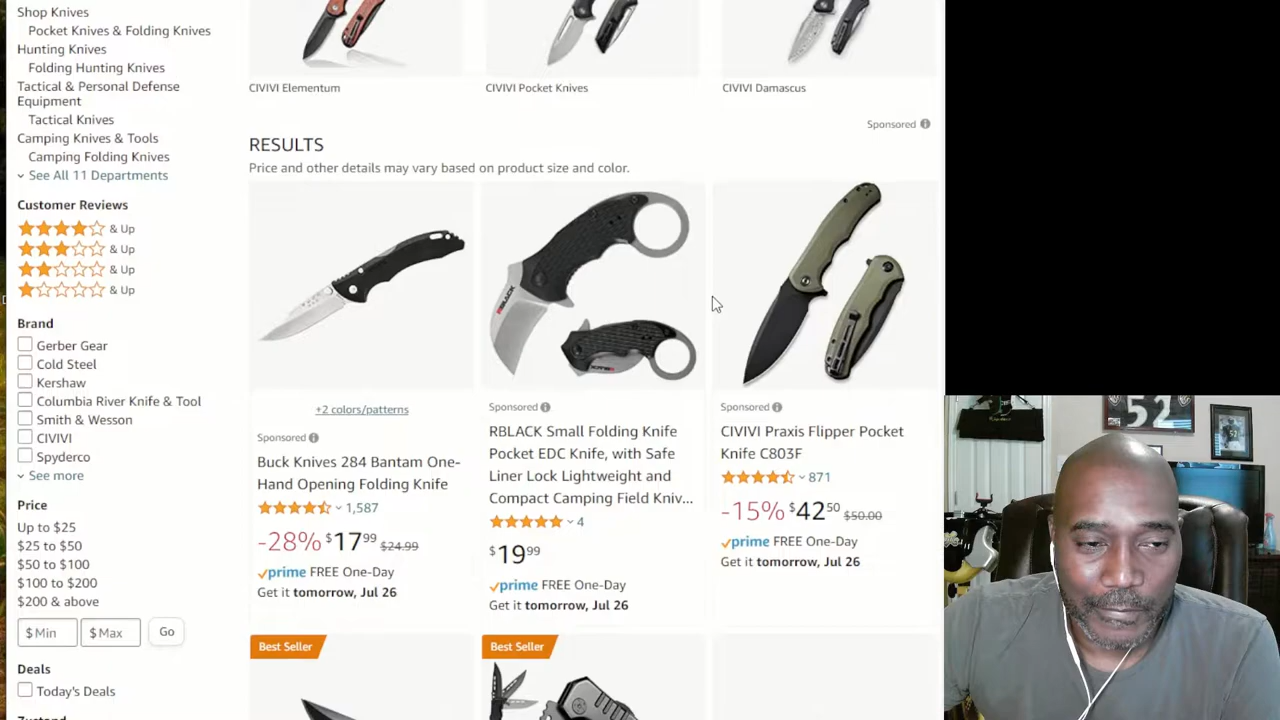 Shop Knives
Pocket Knives & Folding Knives
Hunting Knives
Folding Hunting Knives
Tactical & Personal Defense
Equipment
Tactical Knives
Camping Knives & Tools
Camping Folding Knives
See All 11 Departments
Customer Reviews
& Up
& Up
& Up
& Up
Brand
Gerber Gear
Cold Steel
Kershaw
Columbia River Knife & Tool
Smith & Wesson
CIVIVI
Spyderco
See more
Price
Up to $25
$25 to $50
$50 to $100
$100 to $200
$200 & above
$ Min
$ Max
Go
Deals
Today's Deals
CIVIVI Elementum
CIVIVI Pocket Knives
CIVIVI Damascus
Sponsored
RESULTS
Price and other details may vary based on product size and color.
+2 colors/patterns
Sponsored
Buck Knives 284 Bantam One-
Hand Opening Folding Knife
1,587
-28% $17.99 $24.99
prime FREE One-Day
Get it tomorrow, Jul 26
RBLACK
Sponsored
RBLACK Small Folding Knife
Pocket EDC Knife, with Safe
Liner Lock Lightweight and
Compact Camping Field Kniv...
4
$19.99
prime FREE One-Day
Get it tomorrow, Jul 26
Sponsored
CIVIVI Praxis Flipper Pocket
Knife C803F
871
-15% $42.50 $50.00
prime FREE One-Day
Get it tomorrow, Jul 26
Best Seller
Best Seller
52